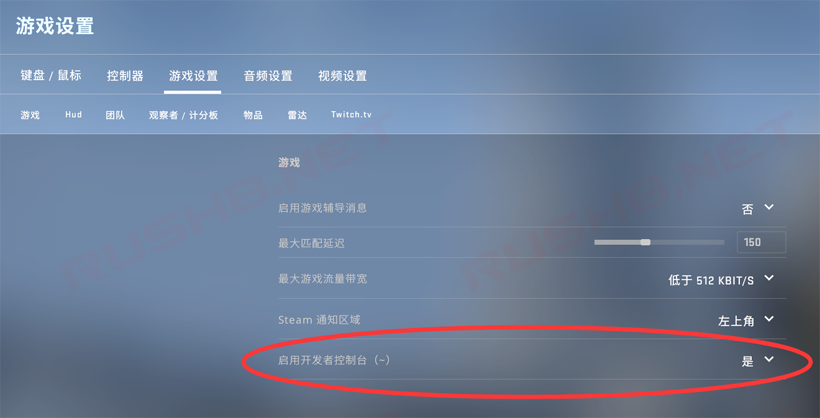 游戏设置
键盘 / 鼠标 控制器 游戏设置 音频设置 视频设置
游戏 Hud 团队 观察者 / 计分板 物品 雷达 Twitch.tv
游戏
启用游戏辅导消息 否
最大匹配延迟 150
最大游戏流量带宽 低于 512 KBIT/S
Steam 通知区域 左上角
启用开发者控制台（~） 是
RUSHB.NET
RUSHB.NET